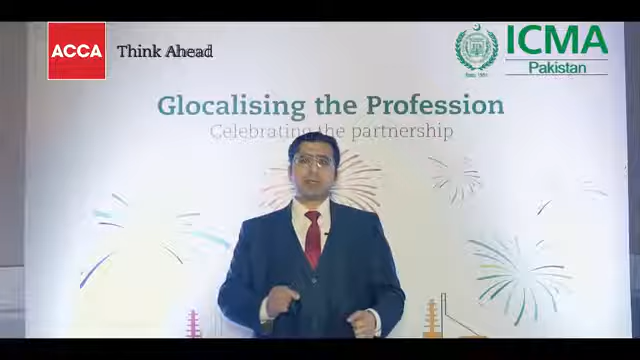 ACCA
Think Ahead
ICMA
Pakistan
Glocalising the Profession
Celebrating the partnership